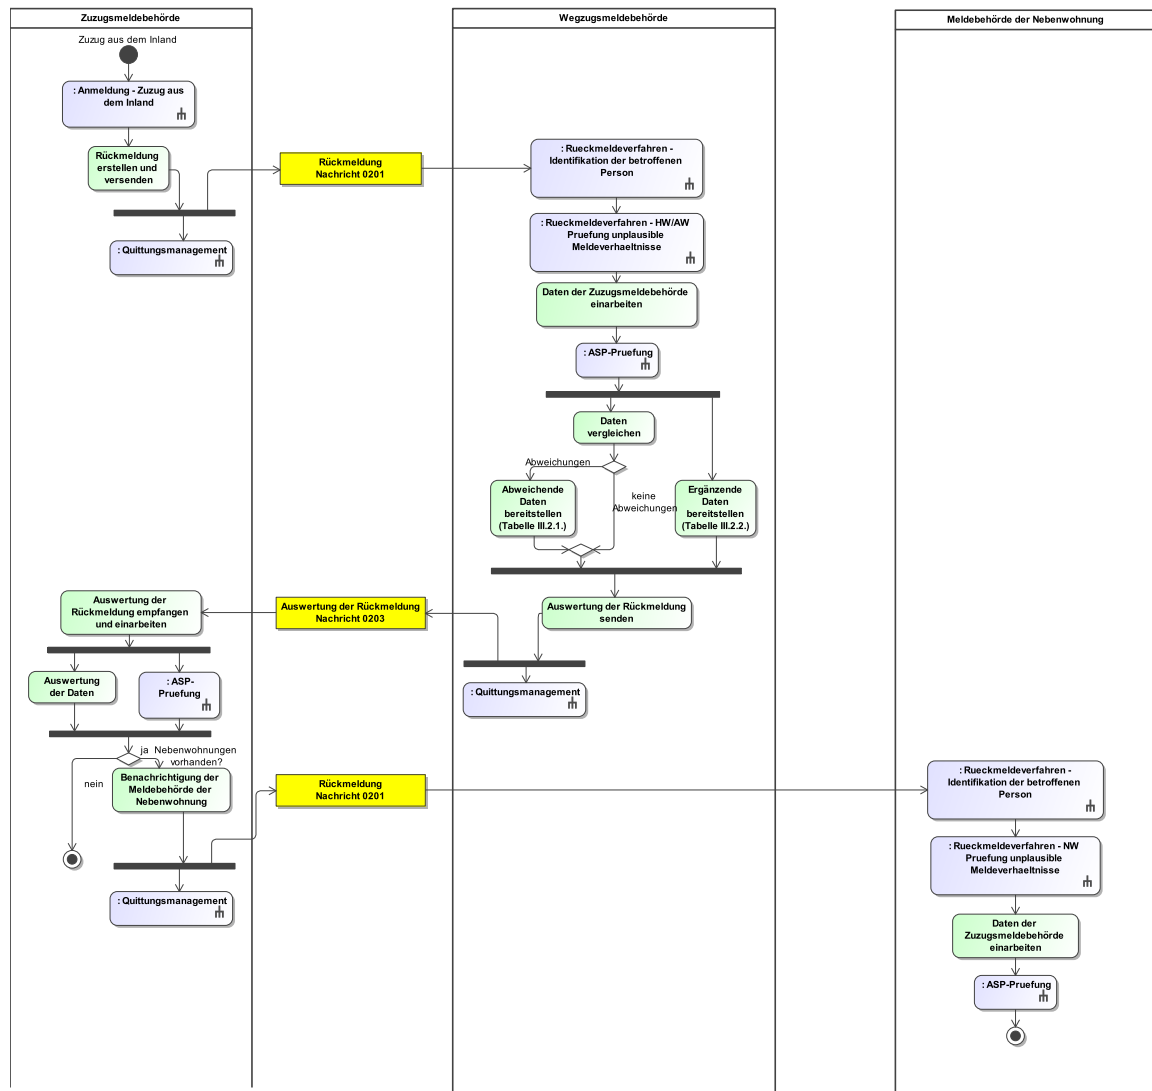 Zuzugsmeldebehörde
Wegzugsmeldebehörde
Meldebehörde der Nebenwohnung
Zuzug aus dem Inland
: Anmeldung - Zuzug aus
dem Inland
Rückmeldung
erstellen und
versenden
: Quittungsmanagement
Rückmeldung
Nachricht 0201
: Rueckmeldeverfahren -
Identifikation der betroffenen
Person
: Rueckmeldeverfahren - HW/AW
Pruefung unplausible
Meldeverhaeltnisse
Daten der Zuzugsmeldebehörde
einarbeiten
: ASP-Pruefung
Daten
vergleichen
Abweichungen
keine
Abweichungen
Abweichende
Daten
bereitstellen
(Tabelle III.2.1.)
Ergänzende
Daten
bereitstellen
(Tabelle III.2.2.)
Auswertung der Rückmeldung
senden
: Quittungsmanagement
Auswertung der Rückmeldung
Nachricht 0203
Auswertung der
Rückmeldung empfangen
und einarbeiten
Auswertung
der Daten
: ASP-
Pruefung
ja Nebenwohnungen
vorhanden?
nein
Benachrichtigung der
Meldebehörde der
Nebenwohnung
: Quittungsmanagement
Rückmeldung
Nachricht 0201
: Rueckmeldeverfahren -
Identifikation der betroffenen
Person
: Rueckmeldeverfahren - NW
Pruefung unplausible
Meldeverhaeltnisse
Daten der
Zuzugsmeldebehörde
einarbeiten
: ASP-Pruefung